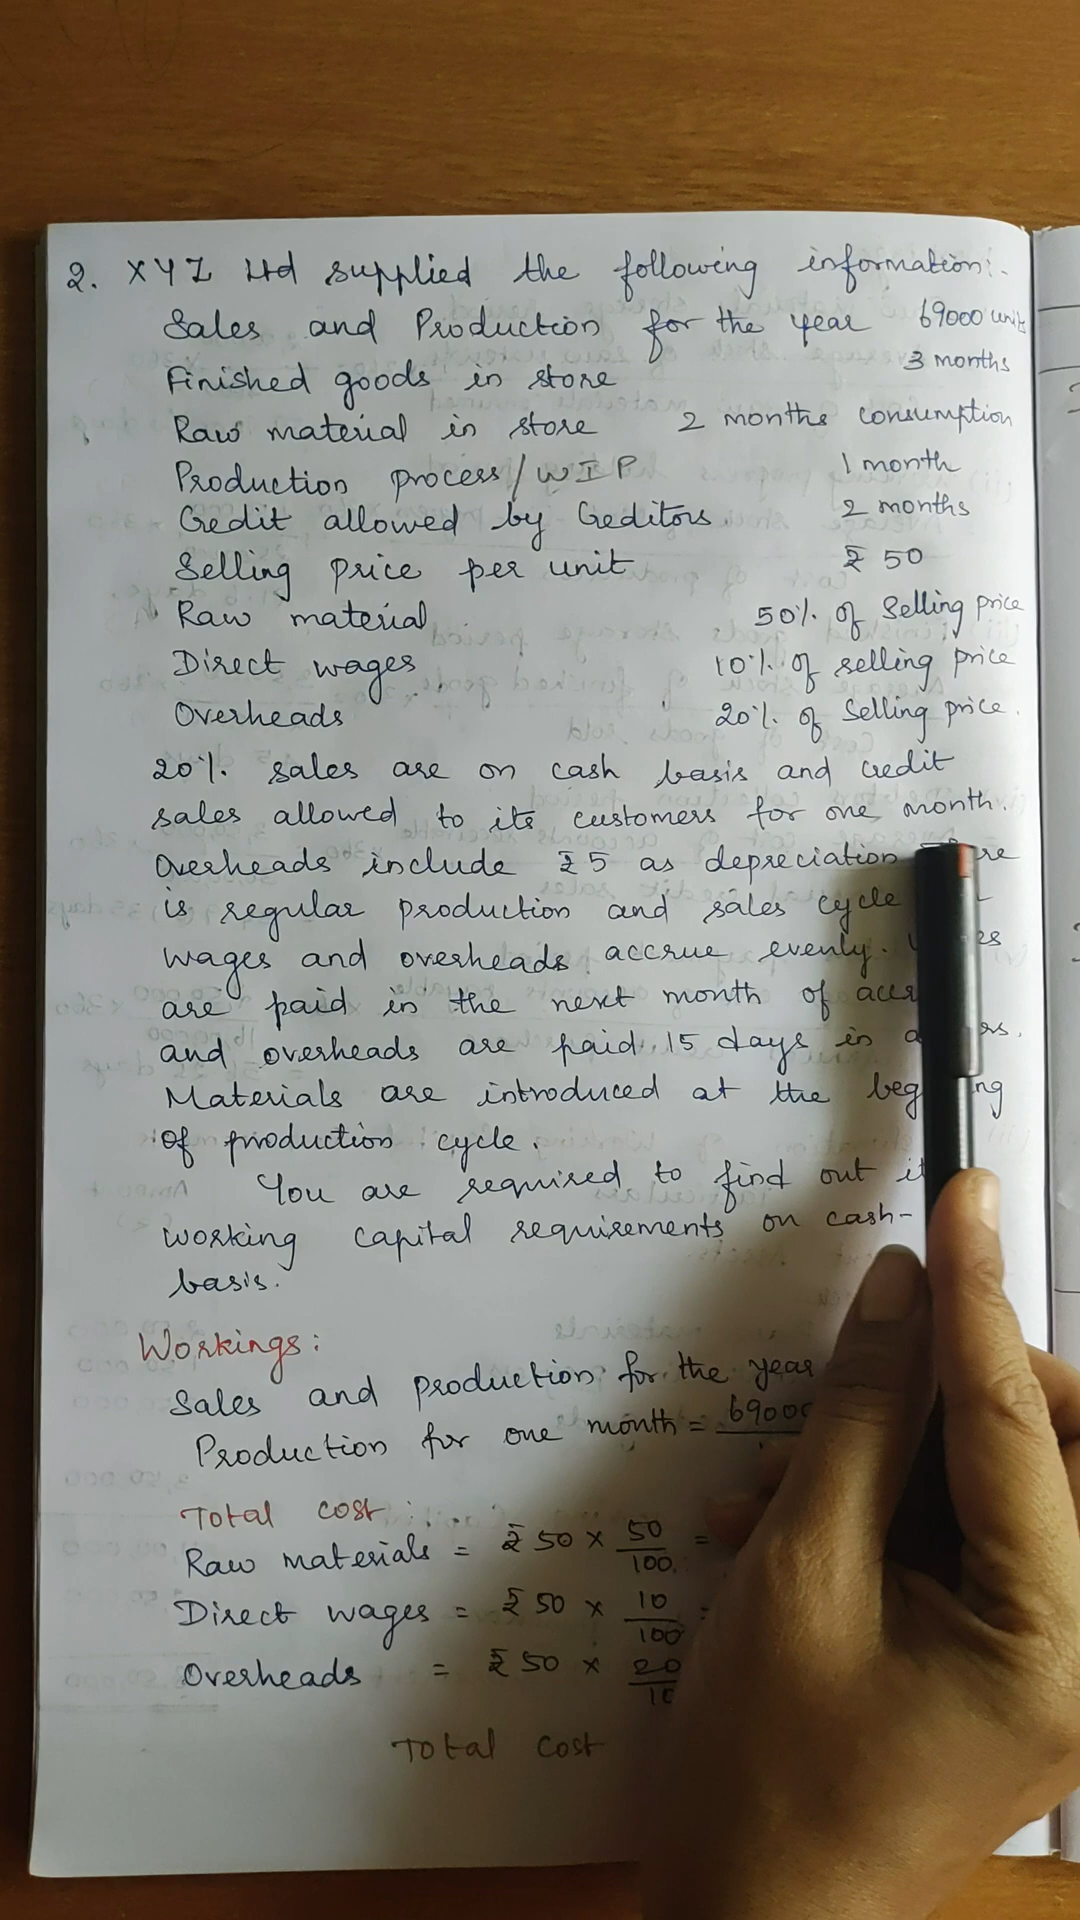 2. XYZ Ltd supplied the following information:-
Sales and Production for the year 69000 units
Finished goods in store 3 months
Raw material in store 2 months consumption
Production process/WIP 1 month
Credit allowed by Creditors 2 months
Selling price per unit ₹ 50
Raw material 50% of Selling price
Direct wages 10% of selling price
Overheads 20% of Selling price.
20% sales are on cash basis and credit
sales allowed to its customers for one month.
Overheads include ₹5 as depreciation
is regular production and sales cycle
wages and overheads accrue evenly.
are paid in the next month of
and overheads are paid 15 days in
Materials are introduced at the
of production cycle.
You are required to find out
working capital requirements on cash-
basis.
Workings:
Sales and production for the year
Production for one month = 69000
Total cost:
Raw materials = ₹ 50 × 50/100 =
Direct wages = ₹ 50 × 10/100 =
Overheads = ₹ 50 × 20/10
Total cost